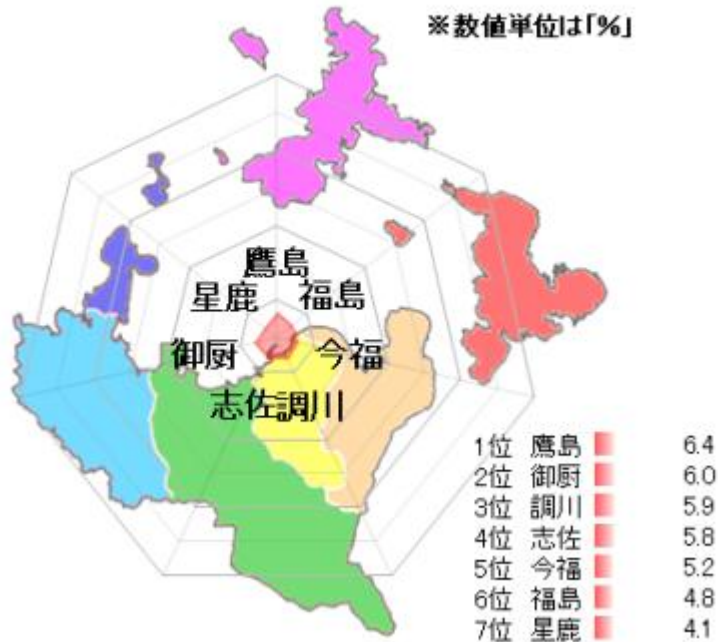 ※数値単位は「%」
鷹島
星鹿 福島
御厨 今福
志佐 調川
1位 鷹島 6.4
2位 御厨 6.0
3位 調川 5.9
4位 志佐 5.8
5位 今福 5.2
6位 福島 4.8
7位 星鹿 4.1